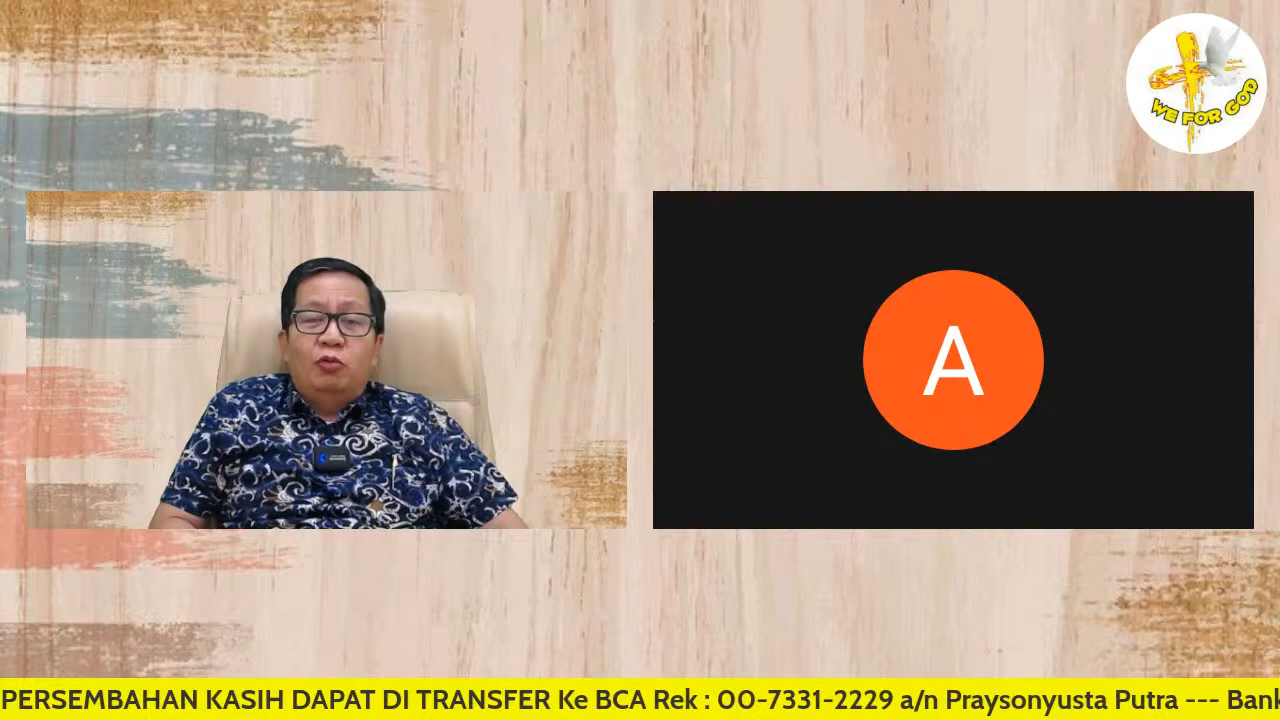 WE FOR GOD
A
PERSEMBAHAN KASIH DAPAT DI TRANSFER Ke BCA Rek : 00-7331-2229 a/n Praysonyusta Putra --- Bank